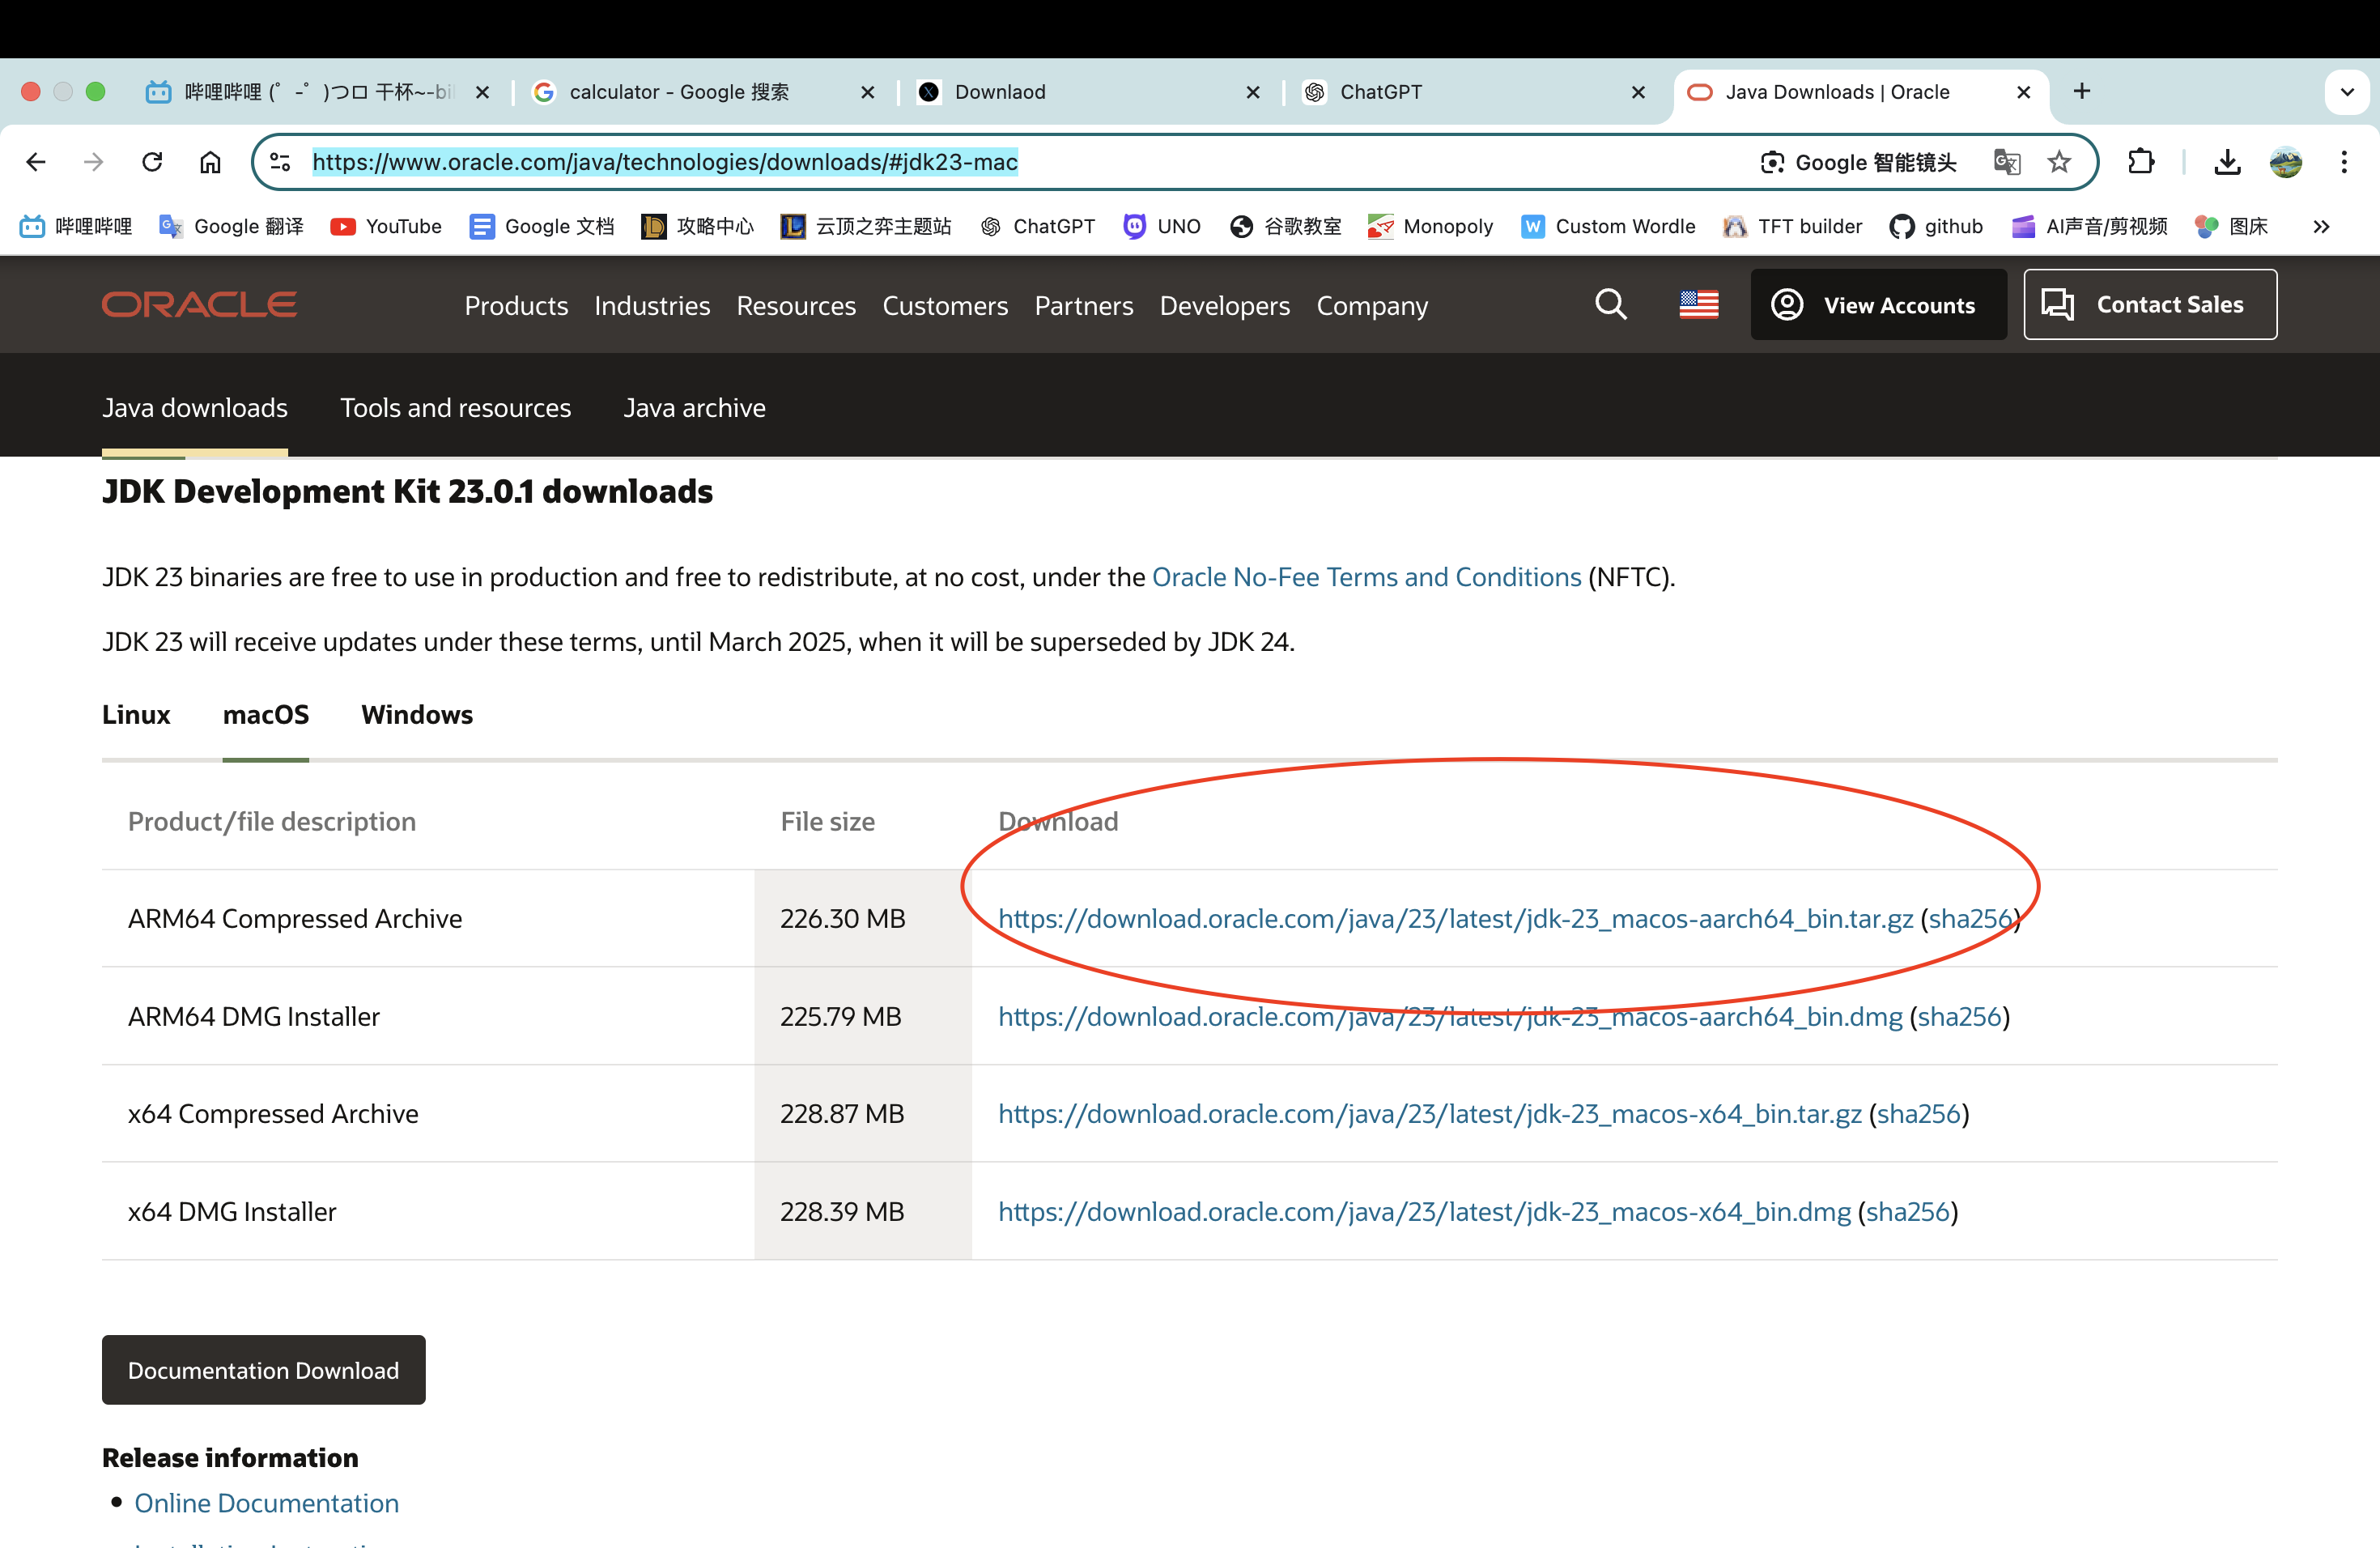 哔哩哔哩 (゜-゜)つロ 干杯~-bi
calculator - Google 搜索
Downlaod
ChatGPT
Java Downloads | Oracle
https://www.oracle.com/java/technologies/downloads/#jdk23-mac
Google 智能镜头
哔哩哔哩 Google 翻译 YouTube Google 文档 攻略中心 云顶之弈主题站 ChatGPT UNO 谷歌教室 Monopoly Custom Wordle TFT builder github AI声音/剪视频 图床
ORACLE Products Industries Resources Customers Partners Developers Company View Accounts Contact Sales
Java downloads Tools and resources Java archive
JDK Development Kit 23.0.1 downloads
JDK 23 binaries are free to use in production and free to redistribute, at no cost, under the Oracle No-Fee Terms and Conditions (NFTC).
JDK 23 will receive updates under these terms, until March 2025, when it will be superseded by JDK 24.
Linux macOS Windows
Product/file description File size Download
ARM64 Compressed Archive 226.30 MB https://download.oracle.com/java/23/latest/jdk-23_macos-aarch64_bin.tar.gz (sha256)
ARM64 DMG Installer 225.79 MB https://download.oracle.com/java/23/latest/jdk-23_macos-aarch64_bin.dmg (sha256)
x64 Compressed Archive 228.87 MB https://download.oracle.com/java/23/latest/jdk-23_macos-x64_bin.tar.gz (sha256)
x64 DMG Installer 228.39 MB https://download.oracle.com/java/23/latest/jdk-23_macos-x64_bin.dmg (sha256)
Documentation Download
Release information
Online Documentation